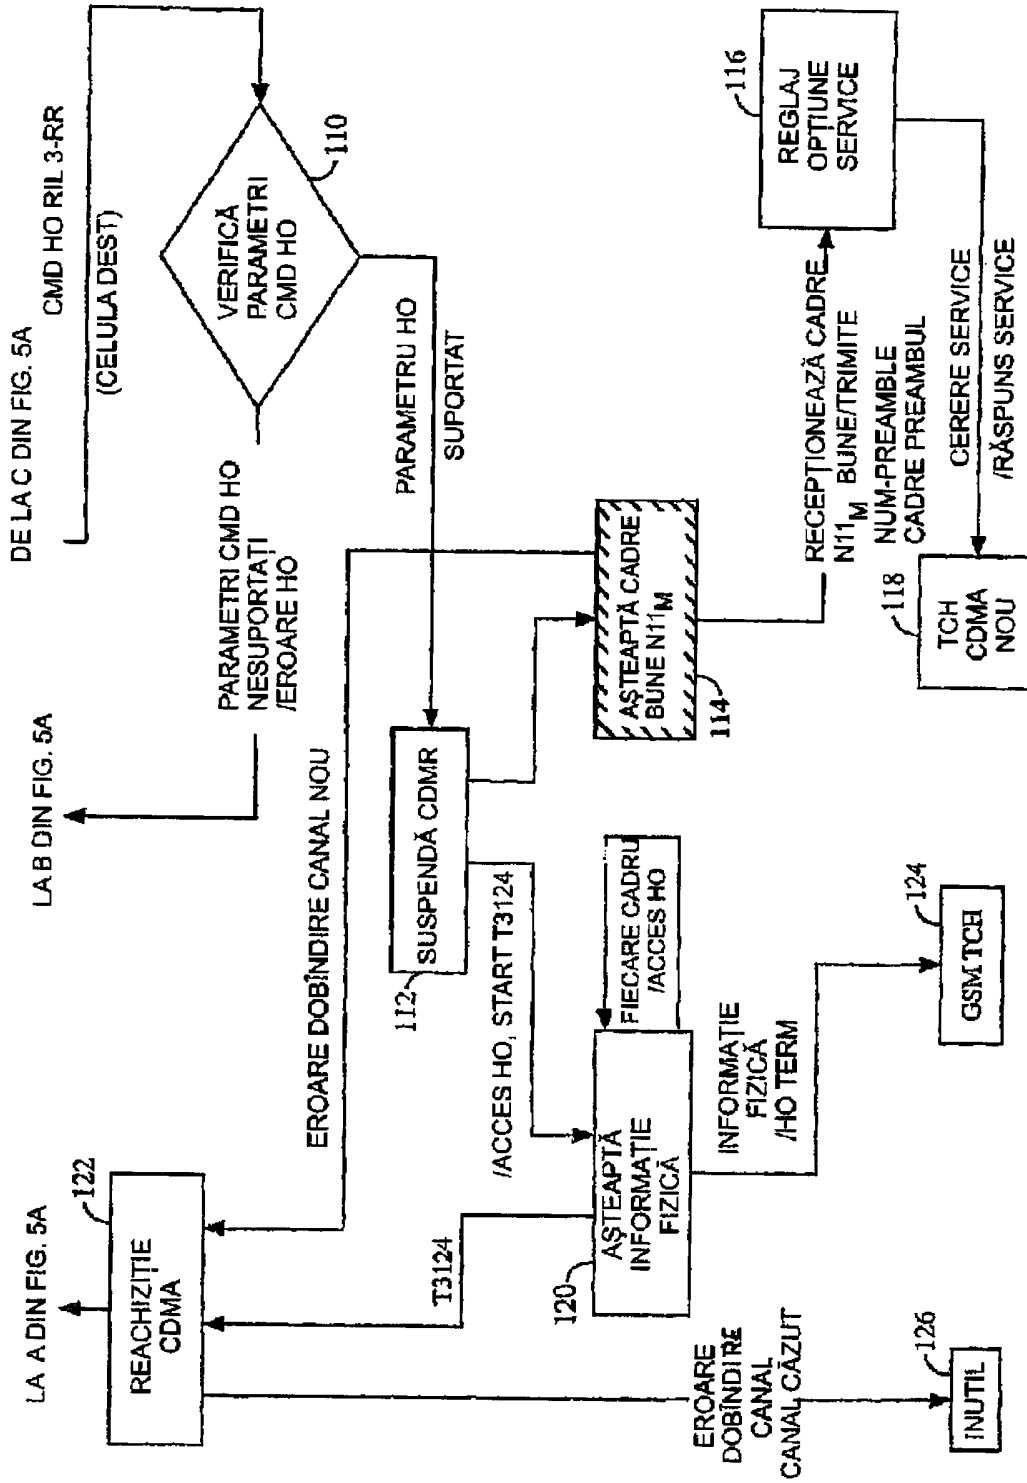 DE LA C DIN FIG. 5A
CMD HO RIL 3-RR
(CELULA DEST)
VERIFICĂ
PARAMETRI
CMD HO
110
LA B DIN FIG. 5A
PARAMETRI CMD HO
NESUPORTAȚI
/EROARE HO
PARAMETRU HO
SUPORTAT
LA A DIN FIG. 5A
REACHIZIȚIE
CDMA
122
EROARE DOBÎNDIRE CANAL NOU
SUSPENDĂ CDMR
112
/ACCES HO, START T3124
T3124
AȘTEAPTĂ
INFORMAȚIE
FIZICĂ
120
FIECARE CADRU
/ACCES HO
AȘTEAPTĂ CADRE
BUNE N11M
114
RECEPȚIONEAZĂ CADRE
N11M BUNE/TRIMITE
NUM-PREAMBLE
CADRE PREAMBUL
REGLAJ
OPȚIUNE
SERVICE
116
CERERE SERVICE
/RĂSPUNS SERVICE
TCH
CDMA
NOU
118
INFORMAȚIE
FIZICĂ
/HO TERM
GSM TCH
124
EROARE
DOBÎNDIRE
CANAL
CANAL CĂZUT
INUTIL
126